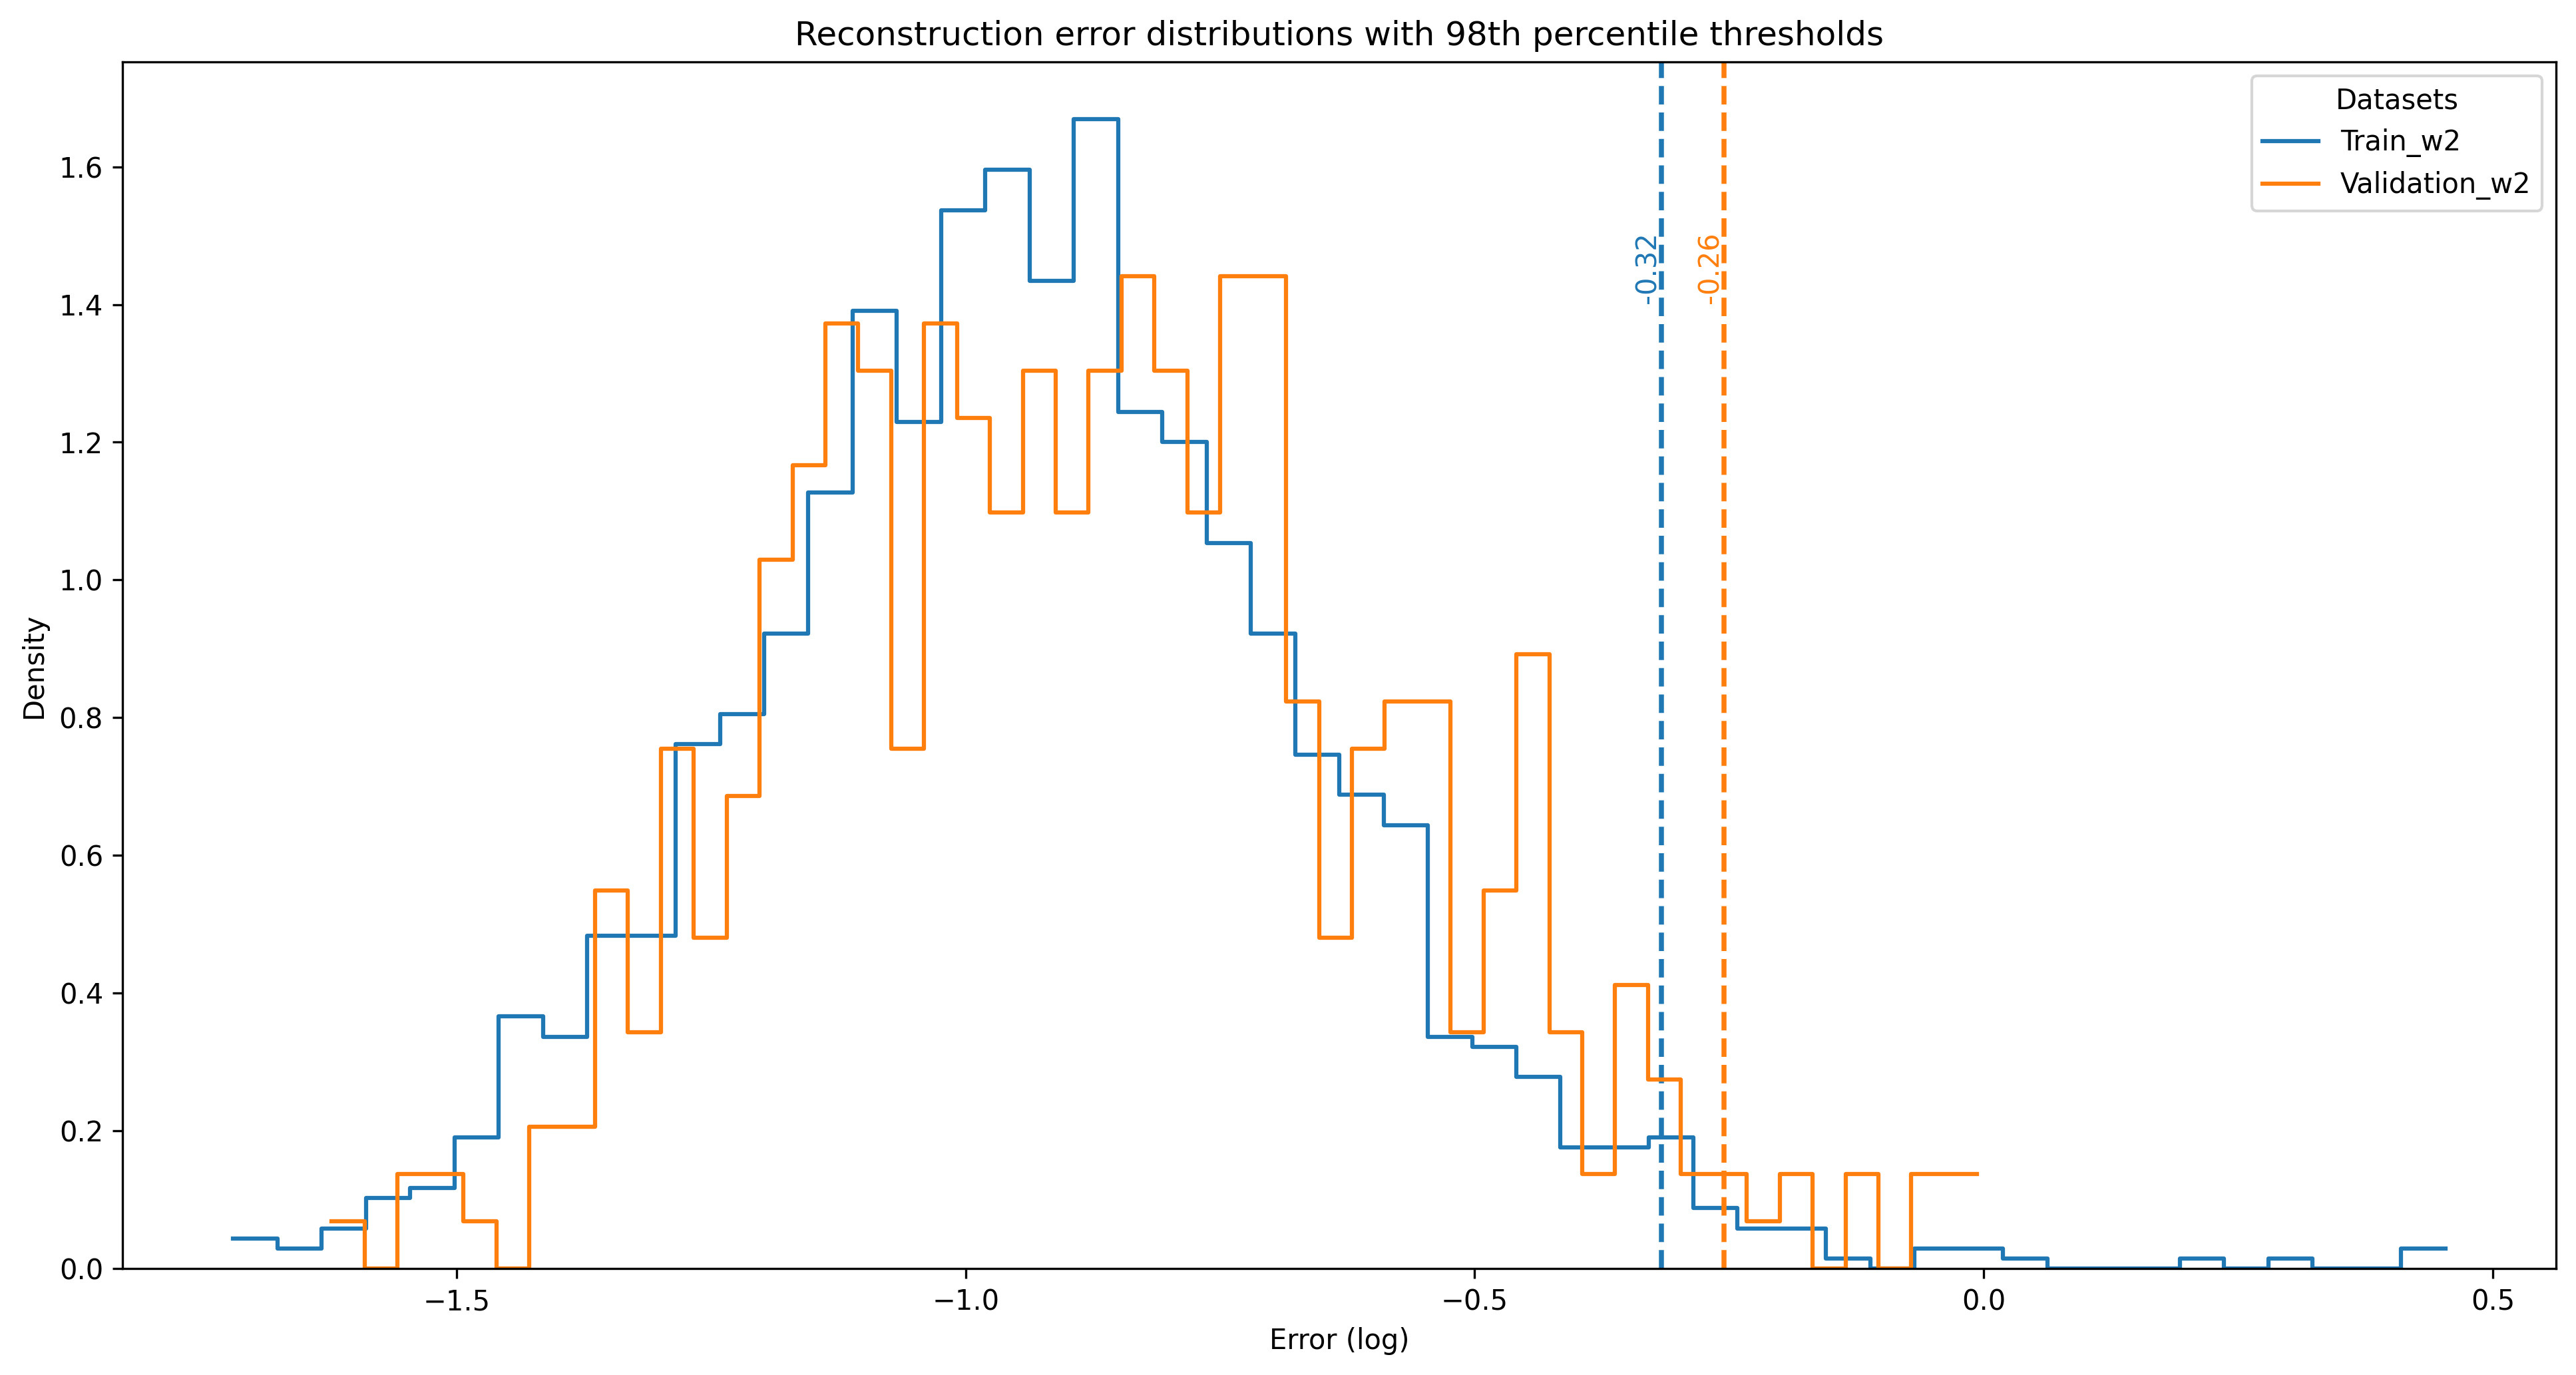 Reconstruction error distributions with 98th percentile thresholds
Datasets
Train_w2
Validation_w2
-0.32
-0.26
1.6
1.4
1.2
1.0
0.8
0.6
0.4
0.2
0.0
Density
−1.5
−1.0
−0.5
0.0
0.5
Error (log)